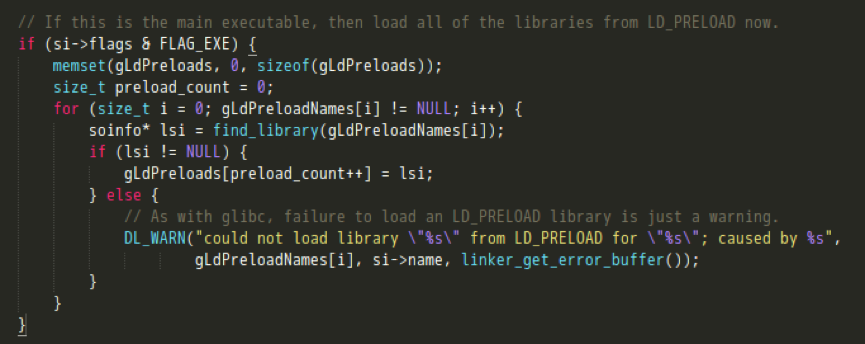 // If this is the main executable, then load all of the libraries from LD_PRELOAD now.
if (si->flags & FLAG_EXE) {
    memset(gLdPreloads, 0, sizeof(gLdPreloads));
    size_t preload_count = 0;
    for (size_t i = 0; gLdPreloadNames[i] != NULL; i++) {
        soinfo* lsi = find_library(gLdPreloadNames[i]);
        if (lsi != NULL) {
            gLdPreloads[preload_count++] = lsi;
        } else {
            // As with glibc, failure to load an LD_PRELOAD library is just a warning.
            DL_WARN("could not load library \"%s\" from LD_PRELOAD for \"%s\"; caused by %s",
                    gLdPreloadNames[i], si->name, linker_get_error_buffer());
        }
    }
}